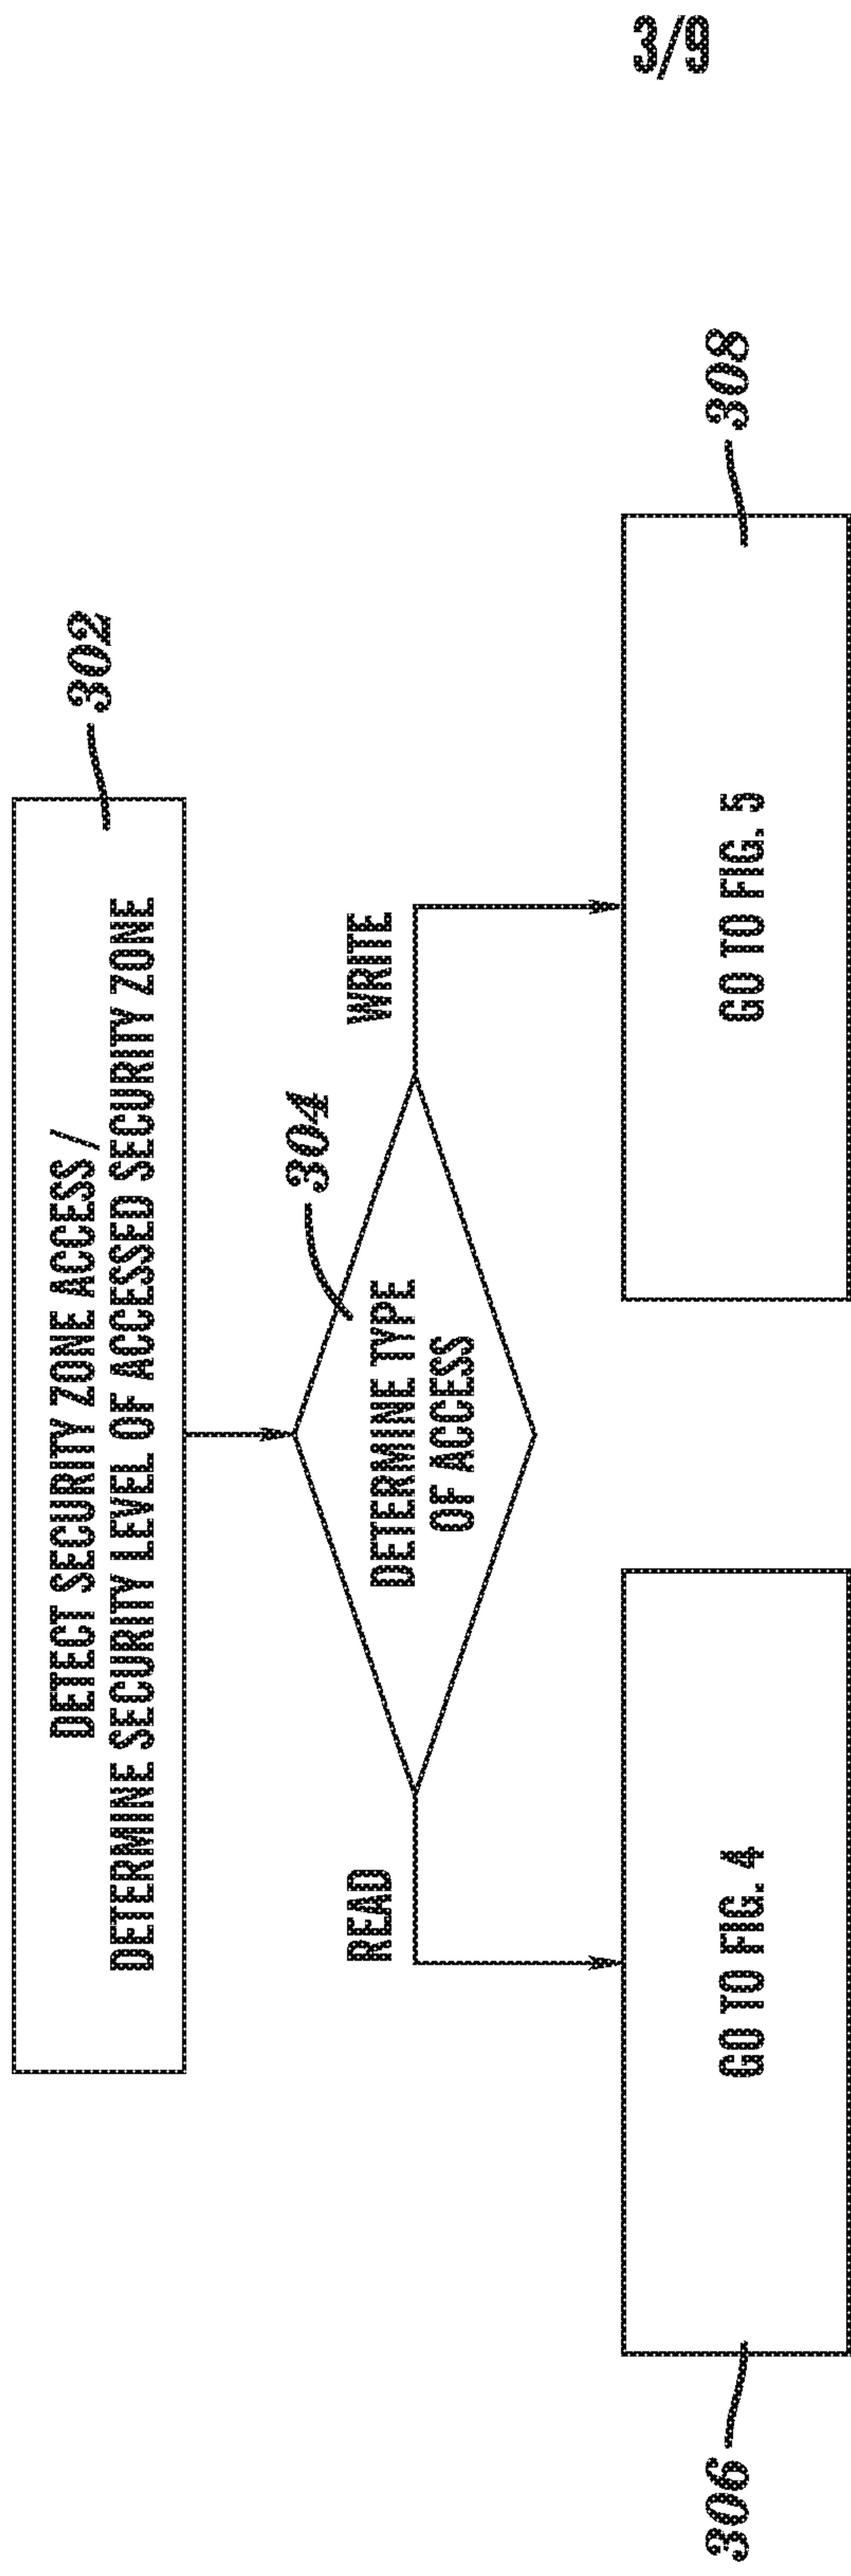 3/9
302
DETECT SECURITY ZONE ACCESS /
DETERMINE SECURITY LEVEL OF ACCESSED SECURITY ZONE
304
DETERMINE TYPE
OF ACCESS
READ
WRITE
306
GO TO FIG. 4
GO TO FIG. 5
308